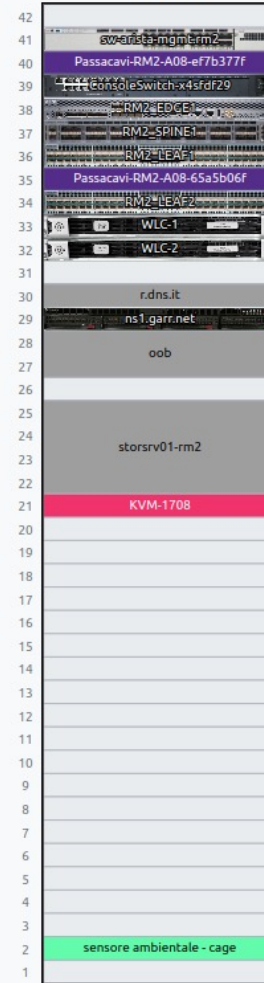 42
41 sw-arista-mgmt.rm2
40 Passacavi-RM2-A08-ef7b377f
39 ConsoleSwitch-x4sfdf29
38 RM2_EDGE1
37 RM2_SPINE1
36 RM2_LEAF1
35 Passacavi-RM2-A08-65a5b06f
34 RM2_LEAF2
33 WLC-1
32 WLC-2
31
30 r.dns.it
29 ns1.garr.net
28
oob
27
26
25
24
storsrv01-rm2
23
22
21 KVM-1708
20
19
18
17
16
15
14
13
12
11
10
9
8
7
6
5
4
3
2 sensore ambientale - cage
1